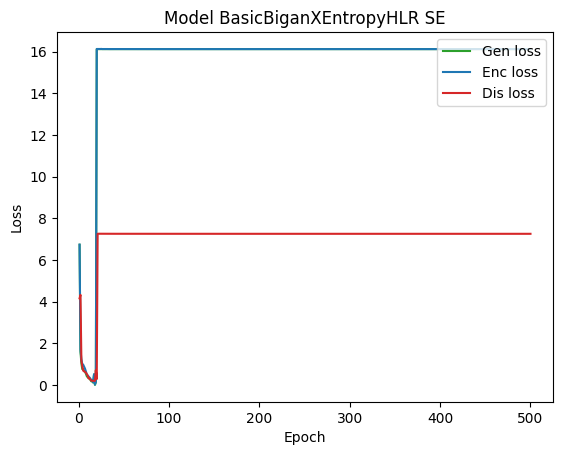 Model BasicBiganXEntropyHLR SE
Gen loss
Enc loss
Dis loss
16
14
12
10
8
6
4
2
0
Loss
0 100 200 300 400 500
Epoch